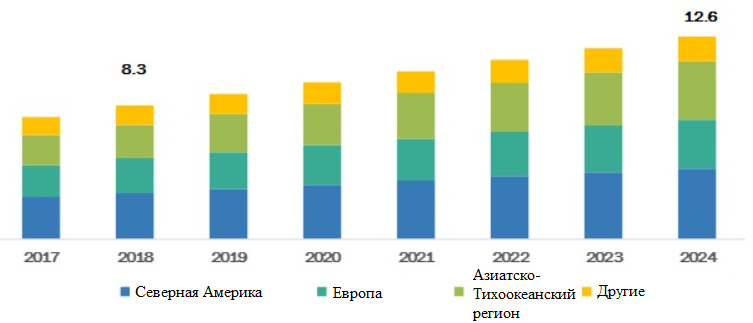 12.6
8.3
2017 2018 2019 2020 2021 2022 2023 2024
Северная Америка
Европа
Азиатско-
Тихоокеанский
регион
Другие